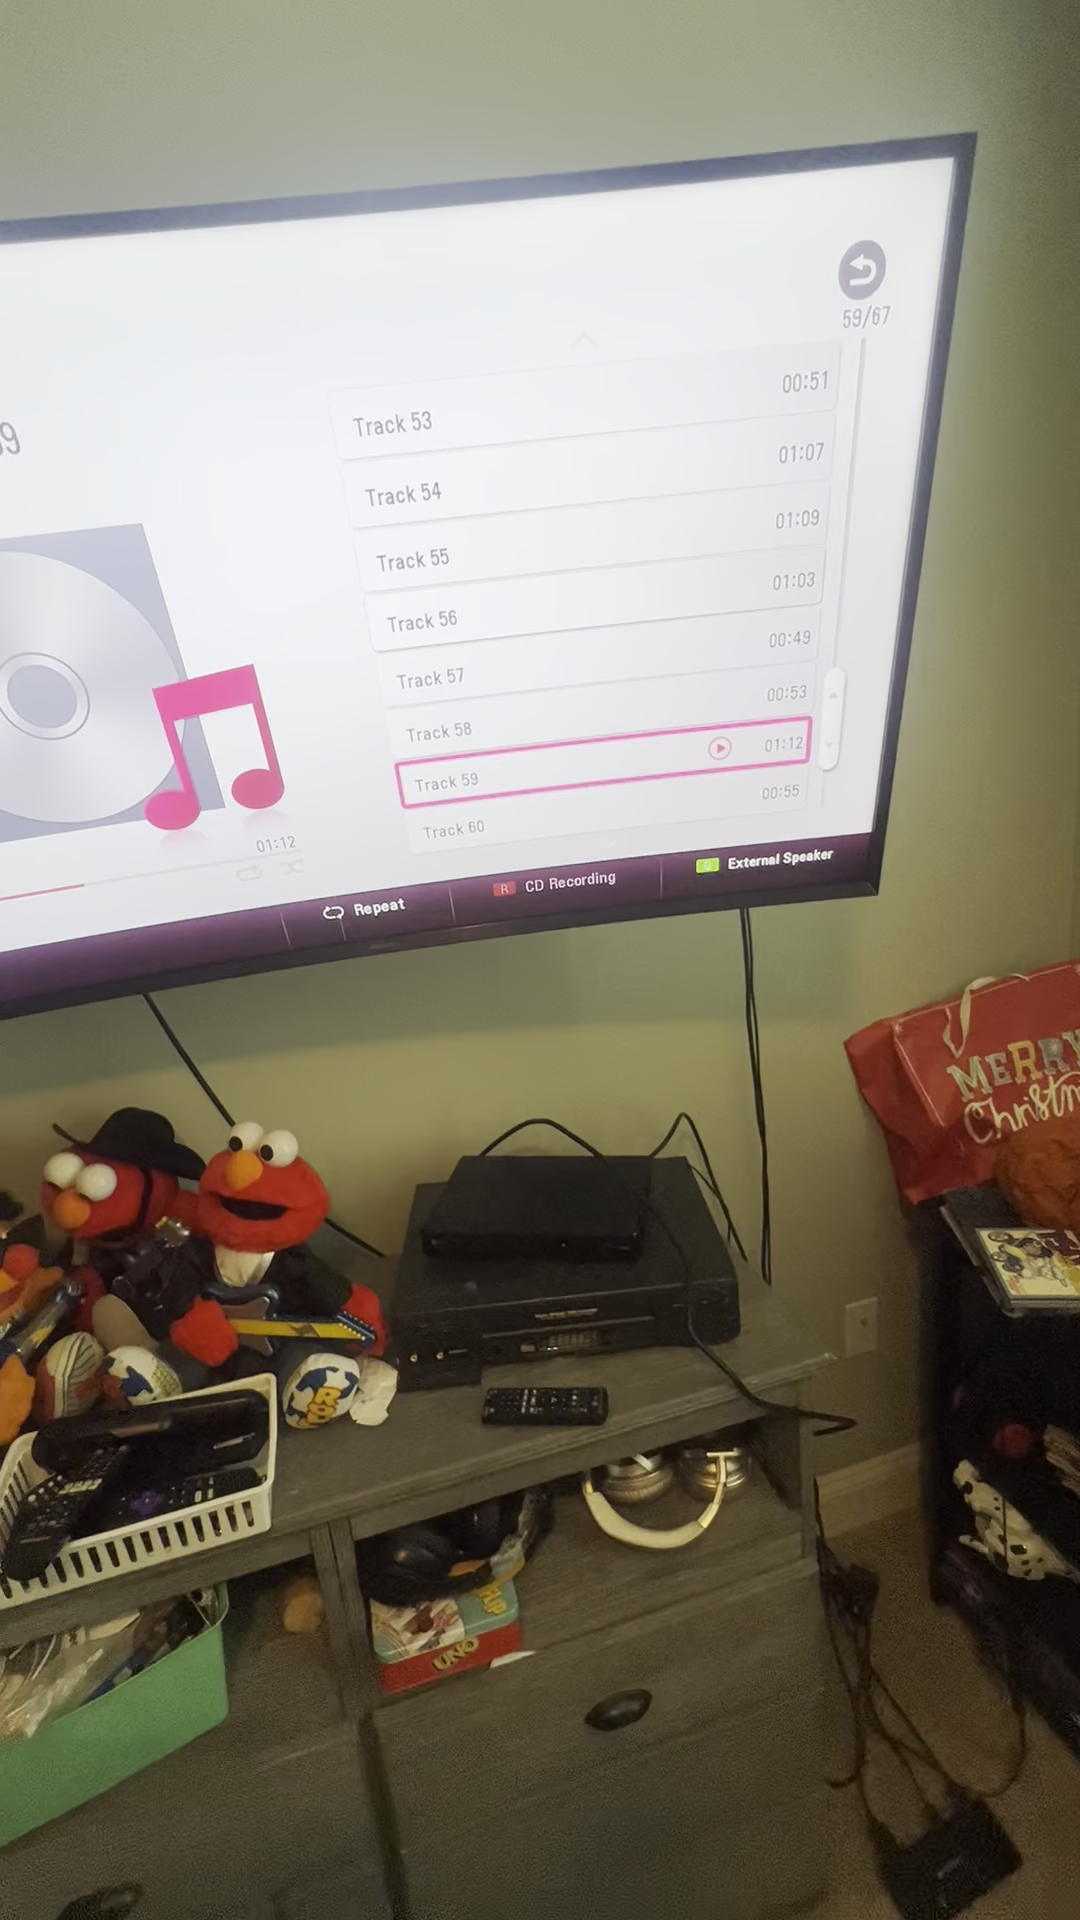 59/67
Track 53 00:51
Track 54 01:07
Track 55 01:09
Track 56 01:03
Track 57 00:49
Track 58 00:53
Track 59 01:12
Track 60 00:55
01:12
Repeat
R CD Recording
External Speaker
MERRY
UNO